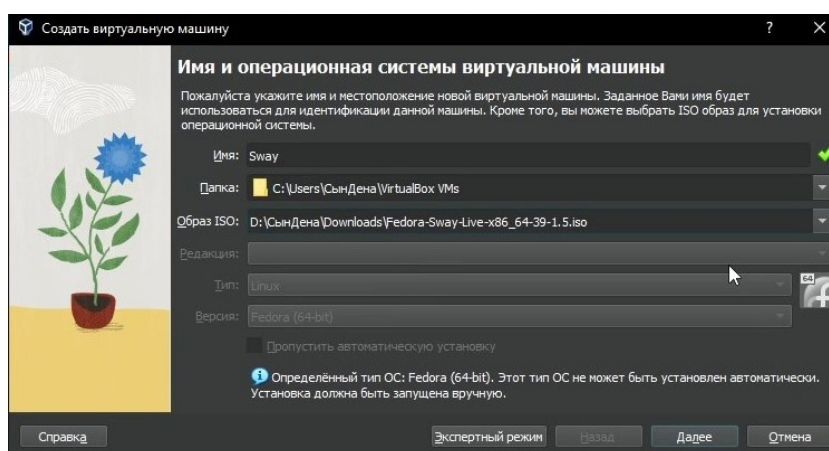 Создать виртуальную машину
?
Имя и операционная системы виртуальной машины
Пожалуйста укажите имя и местоположение новой виртуальной машины. Заданное Вами имя будет
использоваться для идентификации данной машины. Кроме того, вы можете выбрать ISO образ для установки
операционной системы.
Имя: Sway
Папка: C:\Users\СынДена\VirtualBox VMs
Образ ISO: D:\СынДена\Downloads\Fedora-Sway-Live-x86_64-39-1.5.iso
Редакция:
Тип: Linux
64
Версия: Fedora (64-bit)
Пропустить автоматическую установку
Определённый тип ОС: Fedora (64-bit). Этот тип ОС не может быть установлен автоматически.
Установка должна быть запущена вручную.
Справка Экспертный режим Назад Далее Отмена